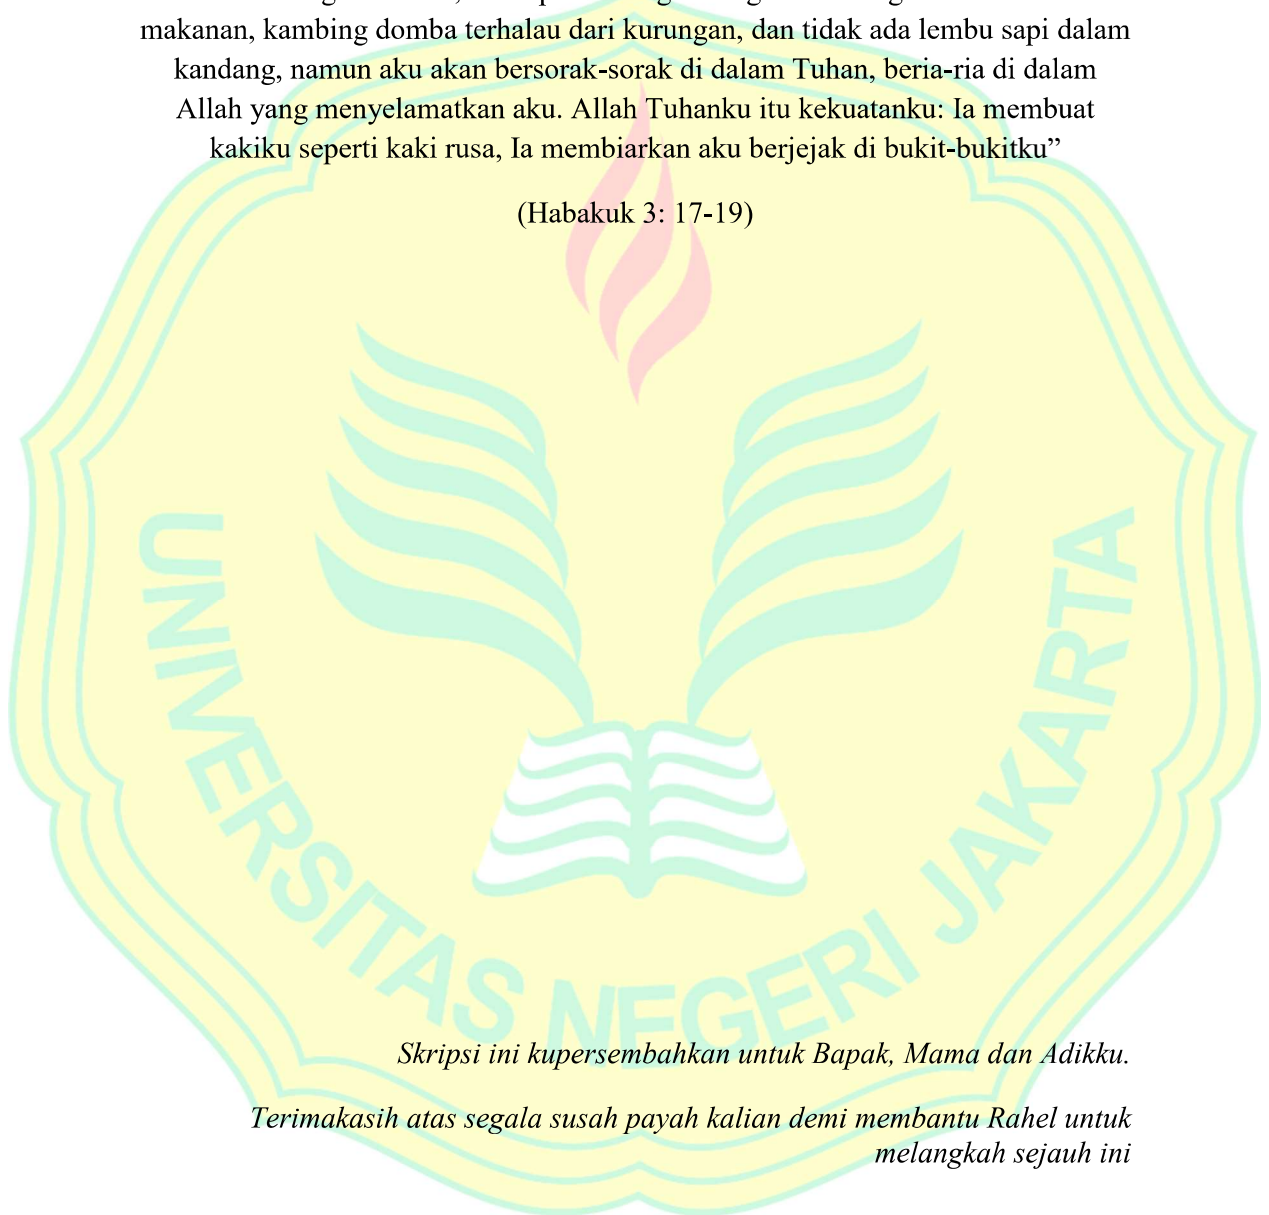 makanan, kambing domba terhalau dari kurungan, dan tidak ada lembu sapi dalam
kandang, namun aku akan bersorak-sorak di dalam Tuhan, beria-ria di dalam
Allah yang menyelamatkan aku. Allah Tuhanku itu kekuatanku: Ia membuat
kakiku seperti kaki rusa, Ia membiarkan aku berjejak di bukit-bukitku”
(Habakuk 3: 17-19)
UNIVERSITAS NEGERI JAKARTA
Skripsi ini kupersembahkan untuk Bapak, Mama dan Adikku.
Terimakasih atas segala susah payah kalian demi membantu Rahel untuk
melangkah sejauh ini